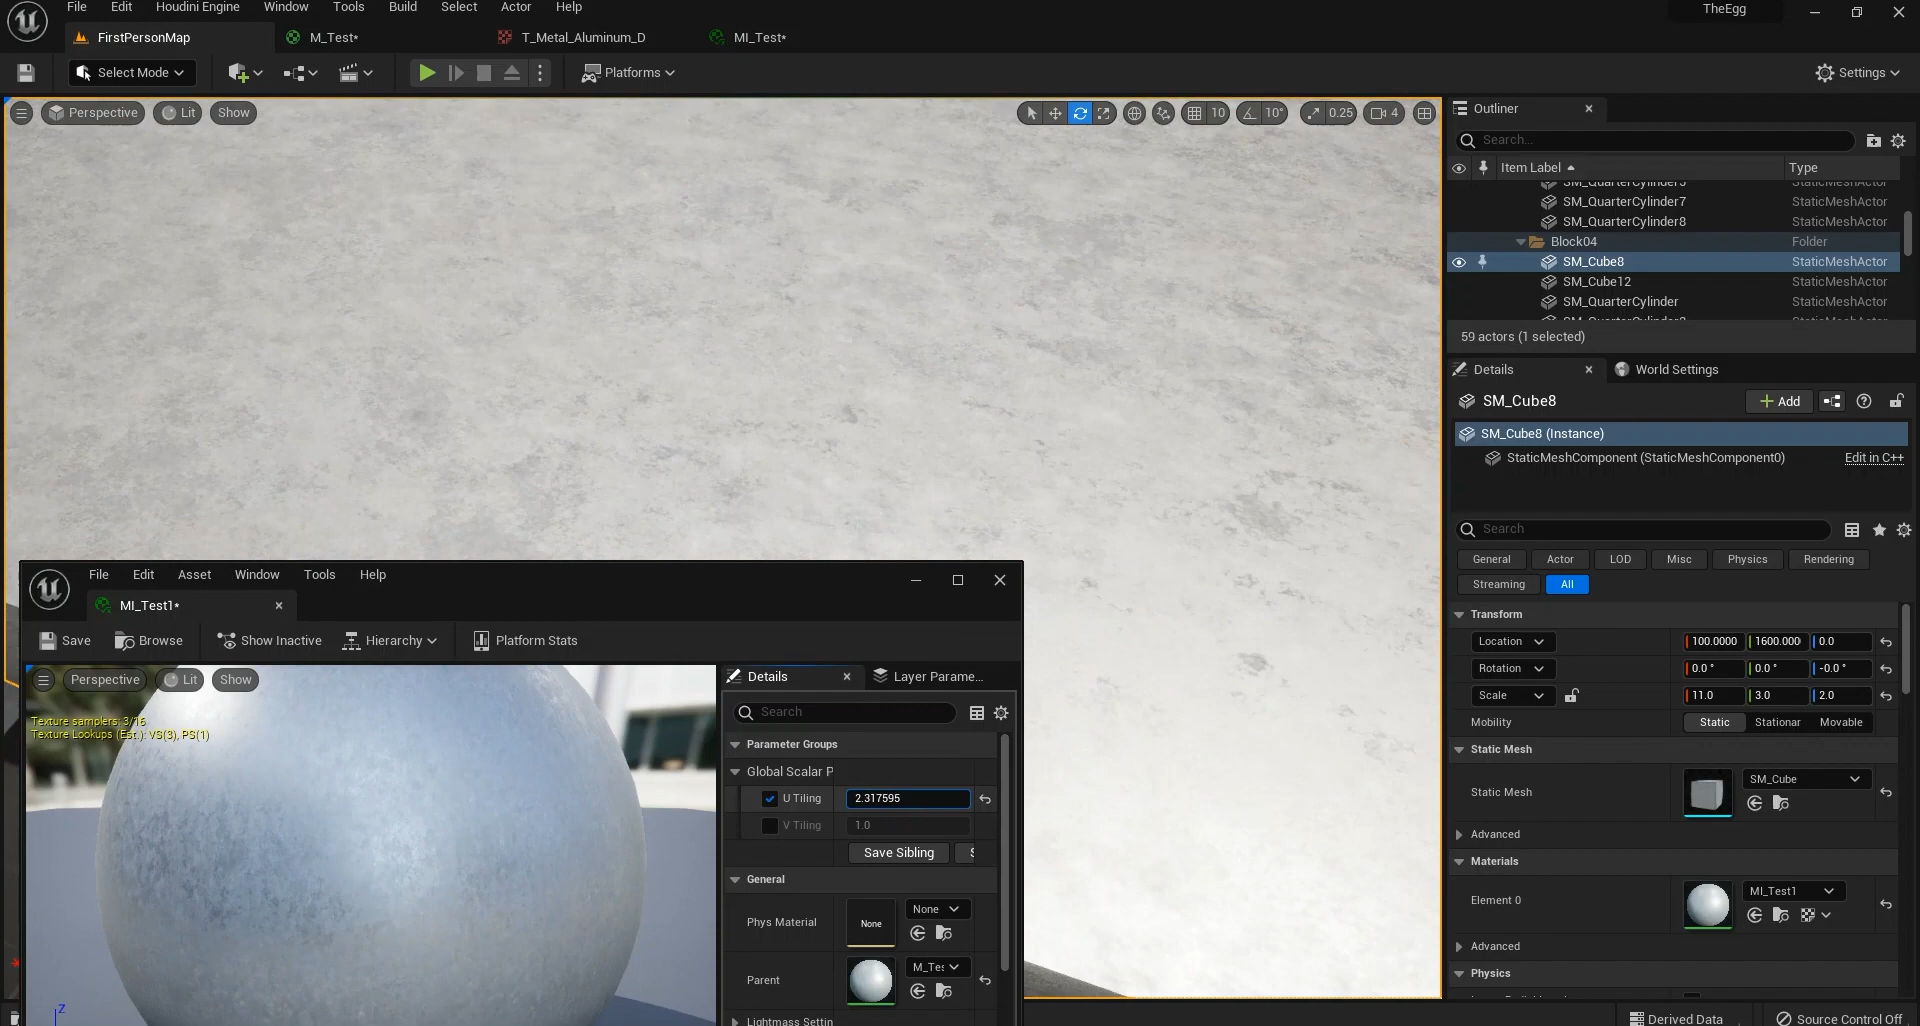 File Edit Houdini Engine Window Tools Build Select Actor Help
TheEgg
FirstPersonMap
M_Test*
T_Metal_Aluminum_D
MI_Test*
Select Mode
Platforms
Settings
Perspective
Lit
Show
10
10°
0.25
4
Outliner
Search...
Item Label
Type
SM_QuarterCylinder7 StaticMeshActor
SM_QuarterCylinder8 StaticMeshActor
Block04 Folder
SM_Cube8 StaticMeshActor
SM_Cube12 StaticMeshActor
SM_QuarterCylinder StaticMeshActor
59 actors (1 selected)
Details
World Settings
SM_Cube8
Add
SM_Cube8 (Instance)
StaticMeshComponent (StaticMeshComponent0)
Edit in C++
Search
General Actor LOD Misc Physics Rendering
Streaming All
Transform
Location 100.0000 1600.000 0.0
Rotation 0.0 ° 0.0 ° -0.0 °
Scale 11.0 3.0 2.0
Mobility Static Stationar Movable
Static Mesh
Static Mesh
SM_Cube
Advanced
Materials
Element 0
MI_Test1
Advanced
Physics
Derived Data
Source Control Off
File Edit Asset Window Tools Help
MI_Test1*
Save
Browse
Show Inactive
Hierarchy
Platform Stats
Perspective
Lit
Show
Texture samplers: 3/16
Texture Lookups (Est.): VS(3), PS(1)
Z
Details
Layer Parame...
Search
Parameter Groups
Global Scalar P
U Tiling 2.317595
V Tiling 1.0
Save Sibling
General
Phys Material
None
None
Parent
M_Tes
Lightmass Settin